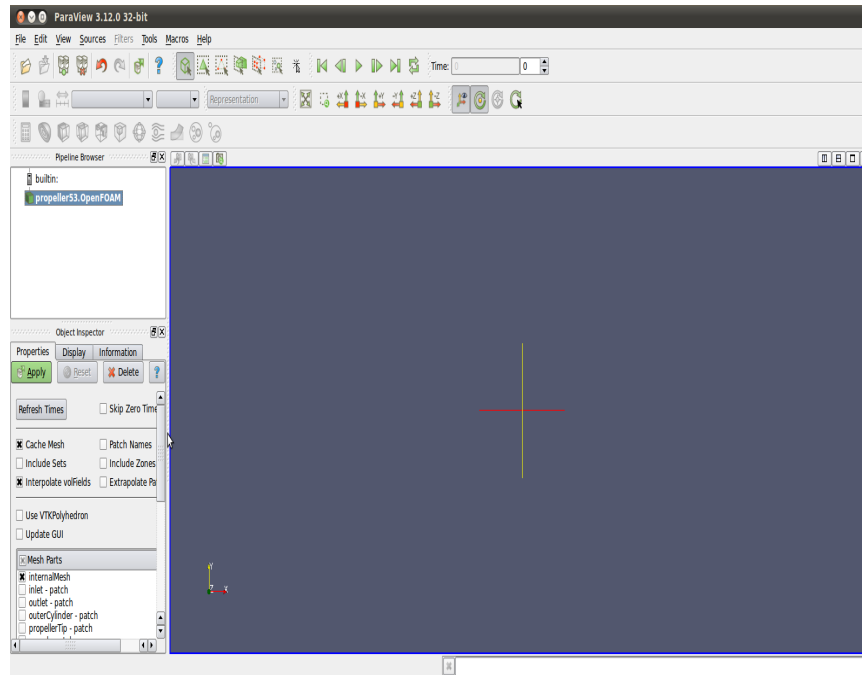 ParaView 3.12.0 32-bit
File Edit View Sources Filters Tools Macros Help
Time: 0 0
Representation
+X -X +Y -Y +Z -Z
Pipeline Browser
builtin:
propeller53.OpenFOAM
Object Inspector
Properties Display Information
Apply Reset Delete ?
Refresh Times Skip Zero Time
Cache Mesh Patch Names
Include Sets Include Zones
Interpolate volFields Extrapolate Pa
Use VTKPolyhedron
Update GUI
Mesh Parts
internalMesh
inlet - patch
outlet - patch
outerCylinder - patch
propellerTip - patch
Y
Z X